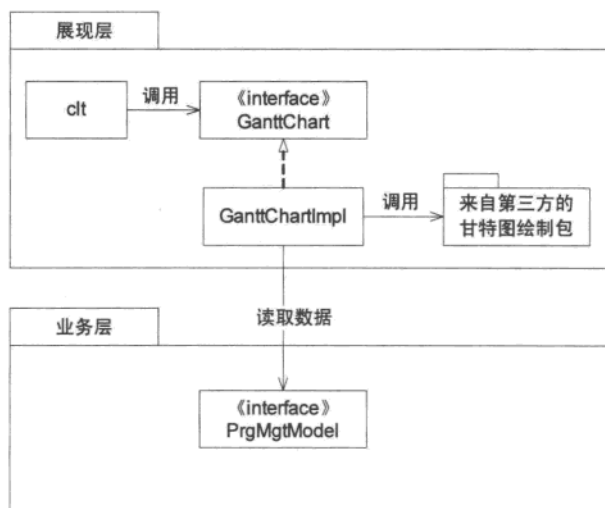 展现层
clt
调用
《interface》
GanttChart
GanttChartImpl
调用
来自第三方的
甘特图绘制包
读取数据
业务层
《interface》
PrgMgtModel